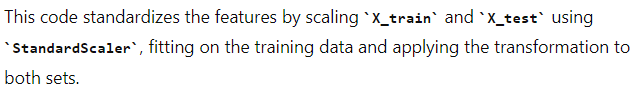 This code standardizes the features by scaling `X_train` and `X_test` using
`StandardScaler`, fitting on the training data and applying the transformation to
both sets.